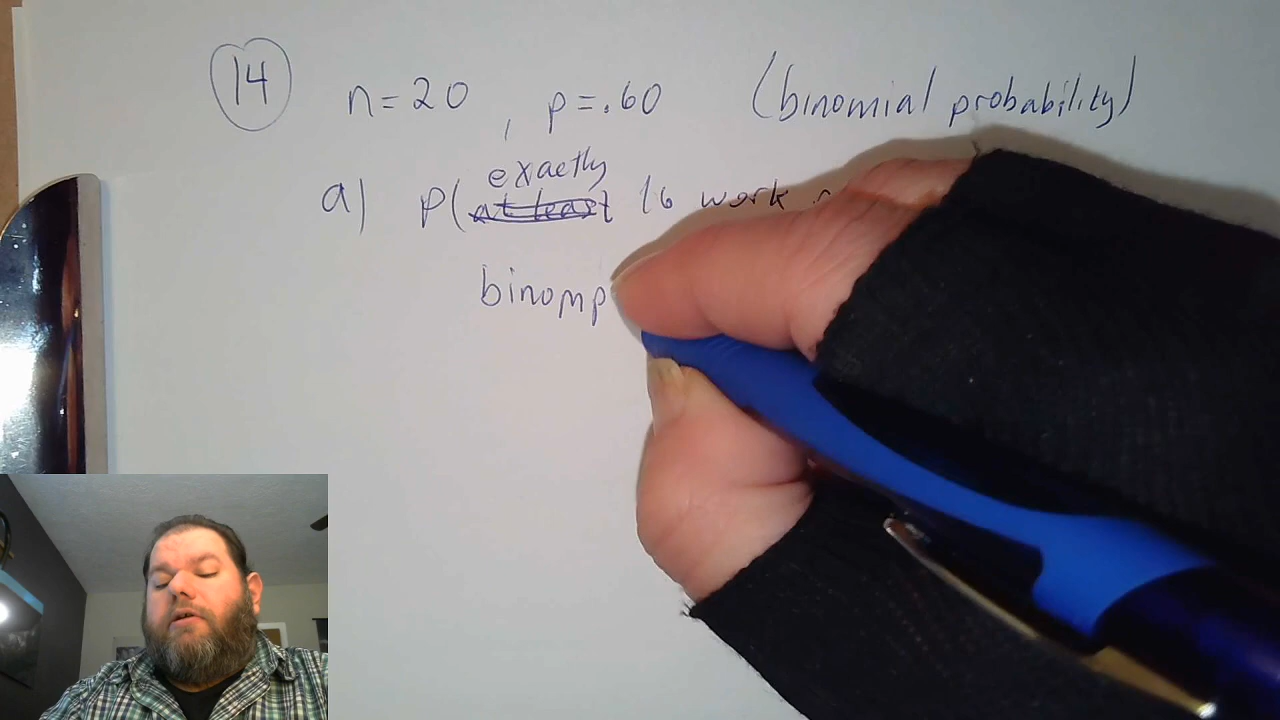 14 n = 20 , p = .60 (binomial probability)
exactly
a) P( at least 16 work
binomp